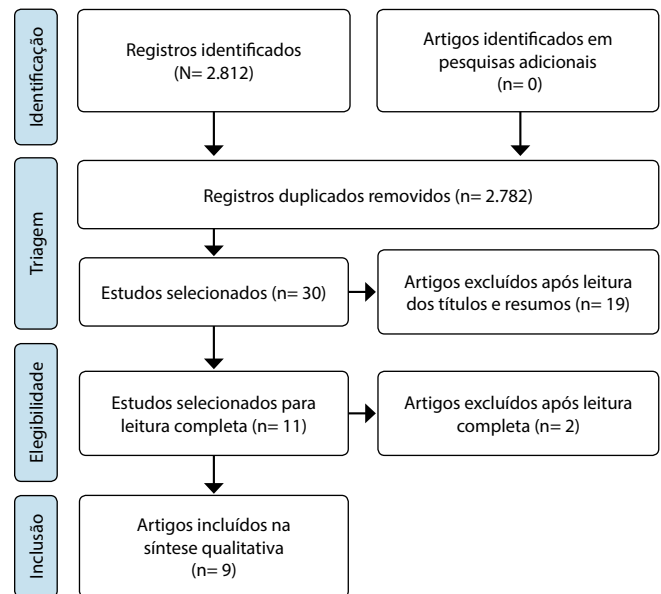 Identificação
Registros identificados
(N= 2.812)
Artigos identificados em
pesquisas adicionais
(n= 0)
Triagem
Registros duplicados removidos (n= 2.782)
Estudos selecionados (n= 30)
Artigos excluídos após leitura
dos títulos e resumos (n= 19)
Elegibilidade
Estudos selecionados para
leitura completa (n= 11)
Artigos excluídos após leitura
completa (n= 2)
Inclusão
Artigos incluídos na
síntese qualitativa
(n= 9)